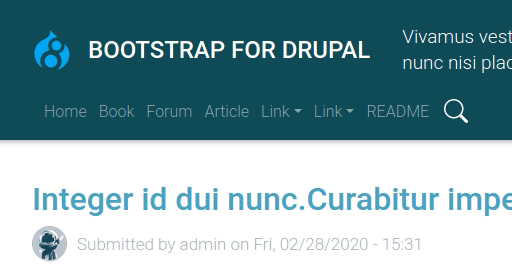 BOOTSTRAP FOR DRUPAL
Vivamus vest
nunc nisi plac
Home Book Forum Article Link Link README
Integer id dui nunc.Curabitur impe
Submitted by admin on Fri, 02/28/2020 - 15:31